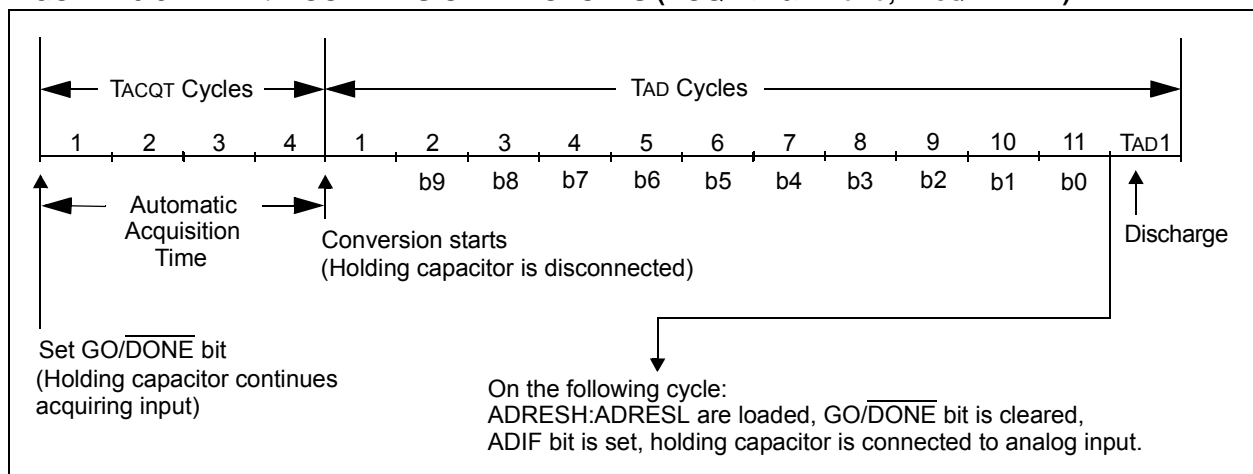 TACQT Cycles
TAD Cycles
1 2 3 4 1 2 3 4 5 6 7 8 9 10 11 TAD1
b9 b8 b7 b6 b5 b4 b3 b2 b1 b0
Automatic
Acquisition
Time
Conversion starts
(Holding capacitor is disconnected)
Discharge
Set GO/DONE bit
(Holding capacitor continues
acquiring input)
On the following cycle:
ADRESH:ADRESL are loaded, GO/DONE bit is cleared,
ADIF bit is set, holding capacitor is connected to analog input.